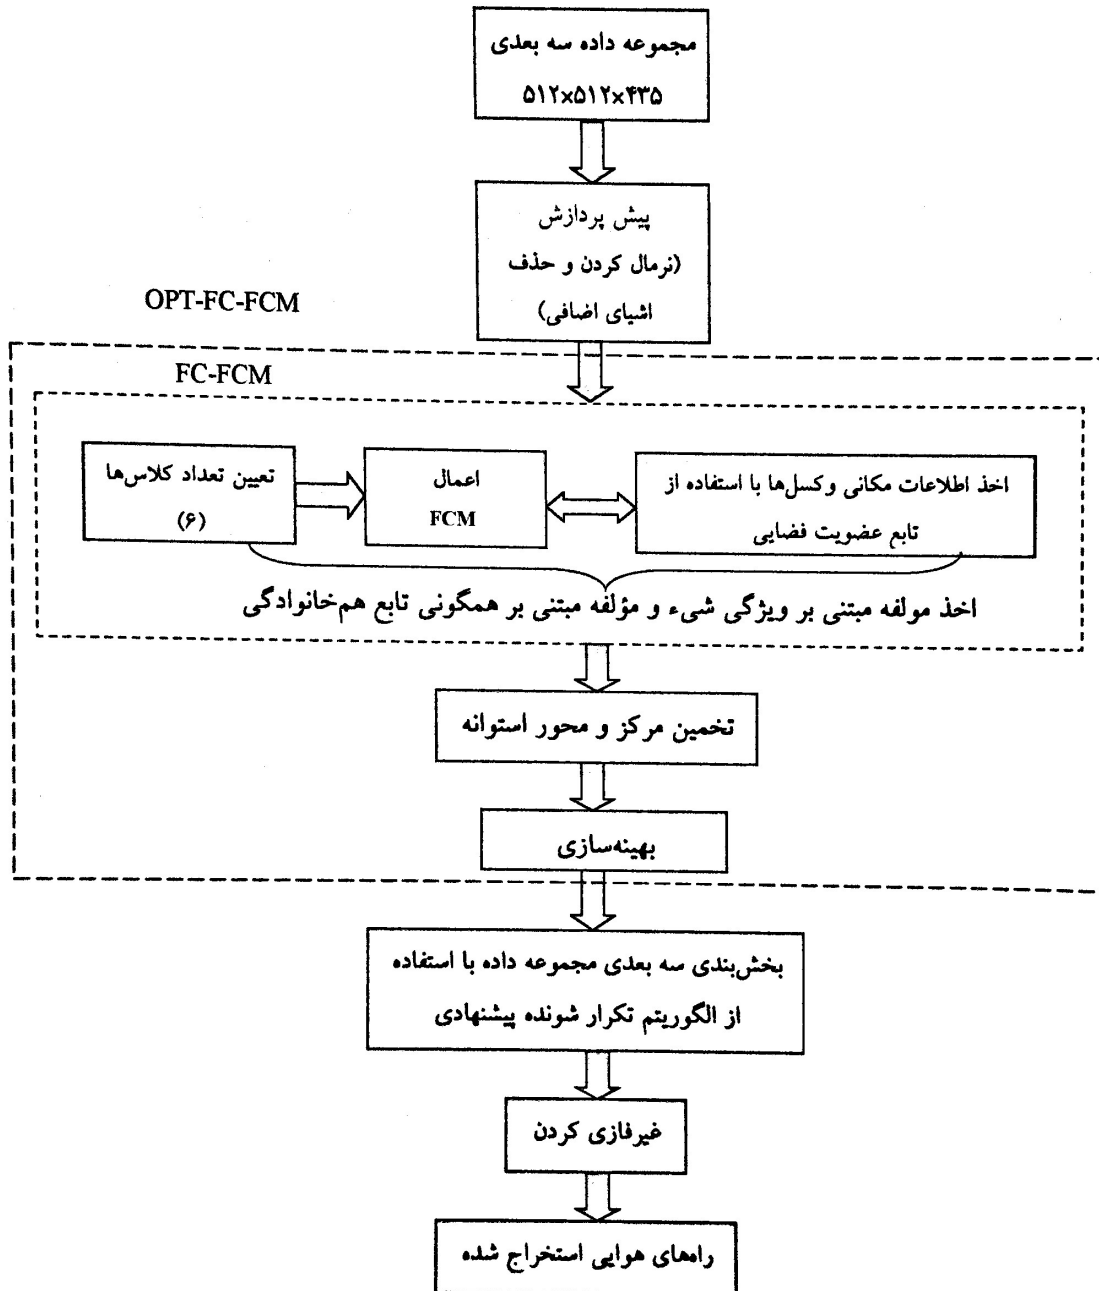 مجموعه داده سه بعدی
۵۱۲×۵۱۲×۴۳۵
پیش پردازش
(نرمال کردن و حذف
اشیای اضافی)
OPT-FC-FCM
FC-FCM
تعیین تعداد کلاس‌ها
(۶)
اعمال
FCM
اخذ اطلاعات مکانی وکسل‌ها با استفاده از
تابع عضویت فضایی
اخذ مولفه مبتنی بر ویژگی شیء و مؤلفه مبتنی بر همگونی تابع هم‌خانوادگی
تخمین مرکز و محور استوانه
بهینه‌سازی
بخش‌بندی سه بعدی مجموعه داده با استفاده
از الگوریتم تکرار شونده پیشنهادی
غیرفازی کردن
راه‌های هوایی استخراج شده